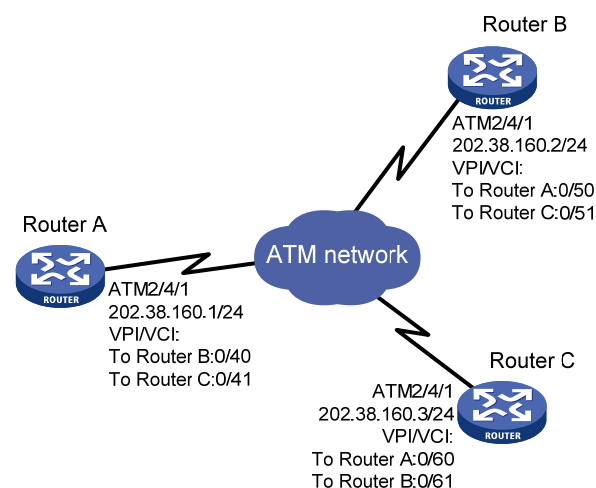 Router B
ROUTER
ATM2/4/1
202.38.160.2/24
VPI/VCI:
To Router A:0/50
To Router C:0/51
Router A
ROUTER
ATM2/4/1
202.38.160.1/24
VPI/VCI:
To Router B:0/40
To Router C:0/41
ATM network
Router C
ROUTER
ATM2/4/1
202.38.160.3/24
VPI/VCI:
To Router A:0/60
To Router B:0/61